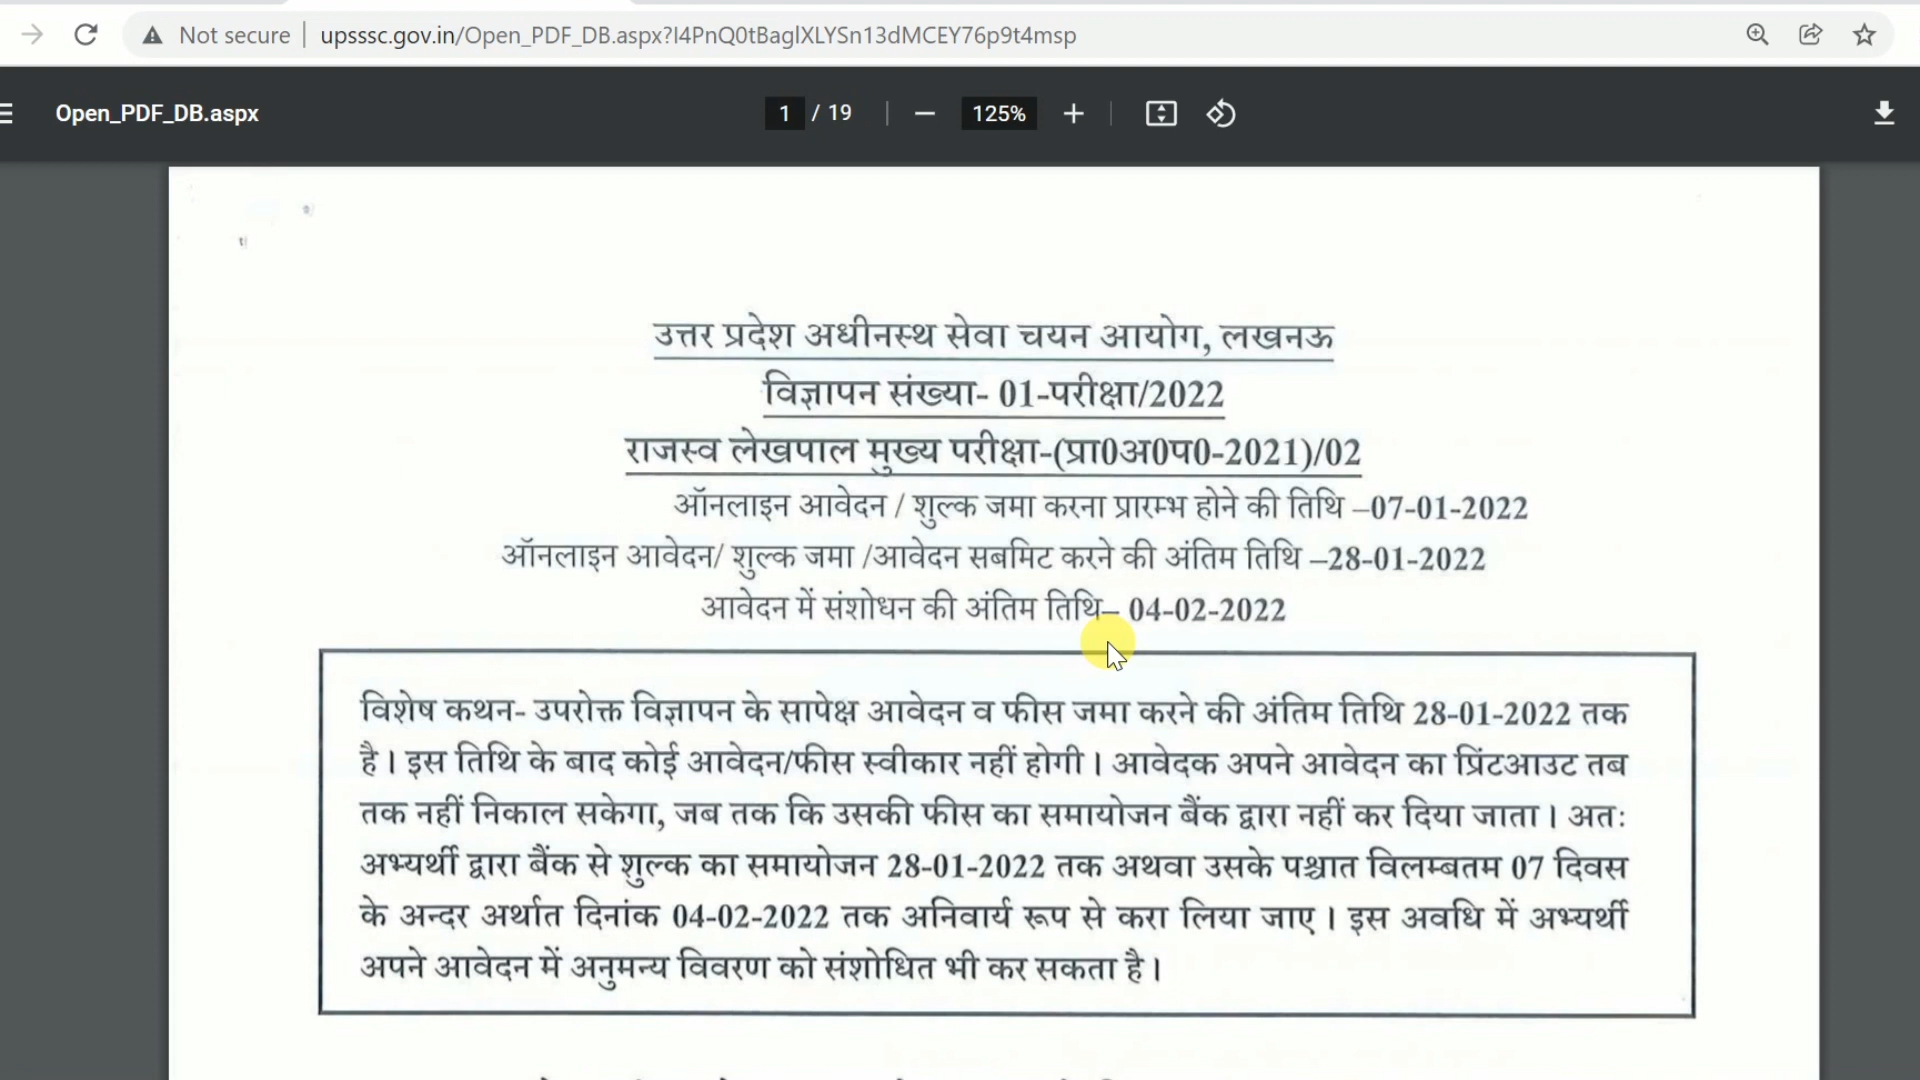 Not secure
upsssc.gov.in/Open_PDF_DB.aspx?I4PnQ0tBaglXLYSn13dMCEY76p9t4msp
Open_PDF_DB.aspx
1 / 19
125%
उत्तर प्रदेश अधीनस्थ सेवा चयन आयोग, लखनऊ
विज्ञापन संख्या- 01-परीक्षा/2022
राजस्व लेखपाल मुख्य परीक्षा-(प्रा0अ0प0-2021)/02
ऑनलाइन आवेदन / शुल्क जमा करना प्रारम्भ होने की तिथि –07-01-2022
ऑनलाइन आवेदन/ शुल्क जमा /आवेदन सबमिट करने की अंतिम तिथि –28-01-2022
आवेदन में संशोधन की अंतिम तिथि– 04-02-2022
विशेष कथन- उपरोक्त विज्ञापन के सापेक्ष आवेदन व फीस जमा करने की अंतिम तिथि 28-01-2022 तक
है। इस तिथि के बाद कोई आवेदन/फीस स्वीकार नहीं होगी। आवेदक अपने आवेदन का प्रिंटआउट तब
तक नहीं निकाल सकेगा, जब तक कि उसकी फीस का समायोजन बैंक द्वारा नहीं कर दिया जाता। अतः
अभ्यर्थी द्वारा बैंक से शुल्क का समायोजन 28-01-2022 तक अथवा उसके पश्चात विलम्बतम 07 दिवस
के अन्दर अर्थात दिनांक 04-02-2022 तक अनिवार्य रूप से करा लिया जाए। इस अवधि में अभ्यर्थी
अपने आवेदन में अनुमन्य विवरण को संशोधित भी कर सकता है।